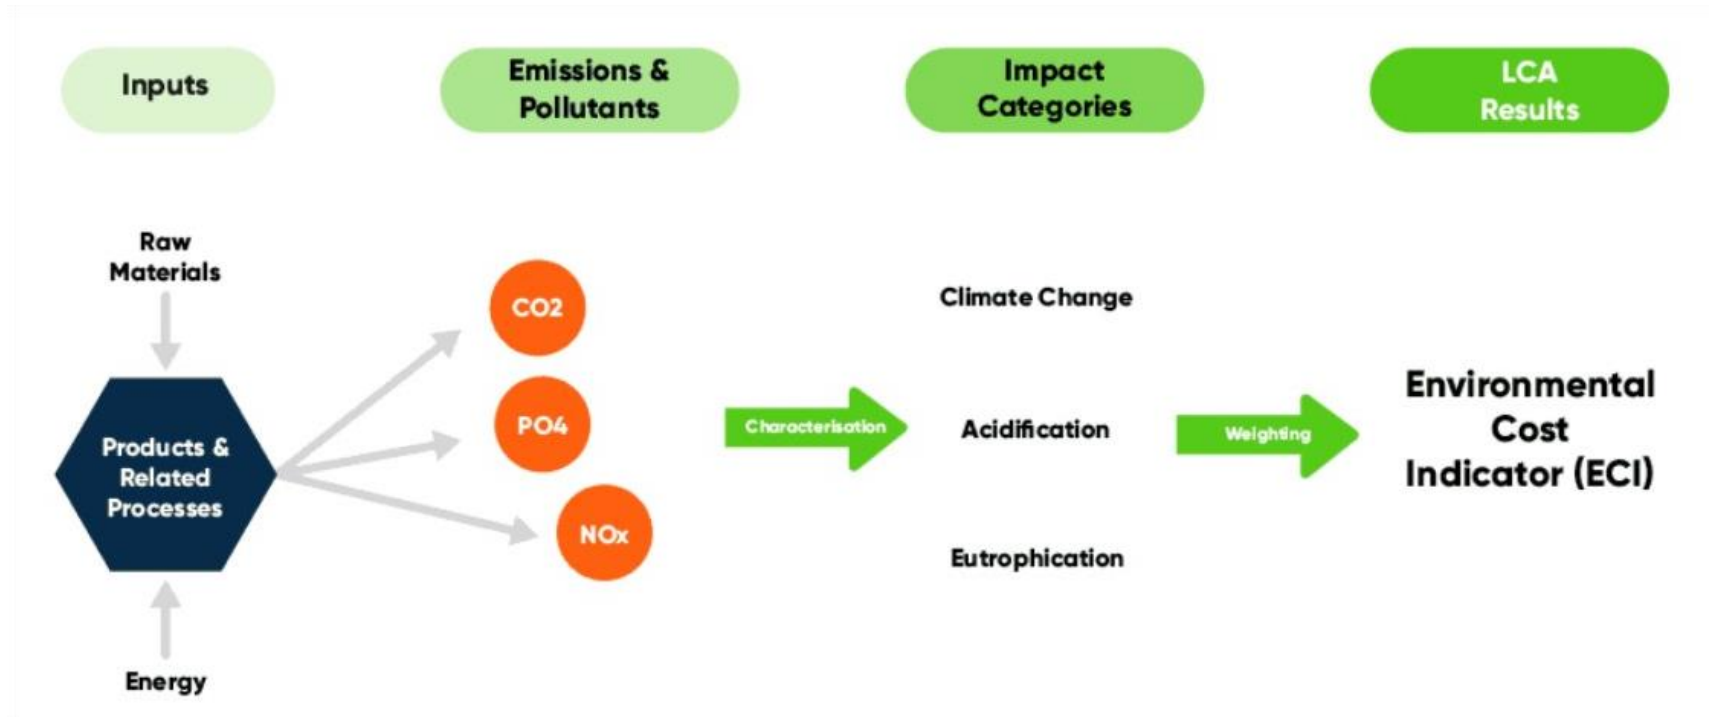 Inputs
Emissions &
Pollutants
Impact
Categories
LCA
Results
Raw
Materials
Products &
Related
Processes
Energy
CO2
PO4
NOx
Characterisation
Climate Change
Acidification
Eutrophication
Weighting
Environmental
Cost
Indicator (ECI)